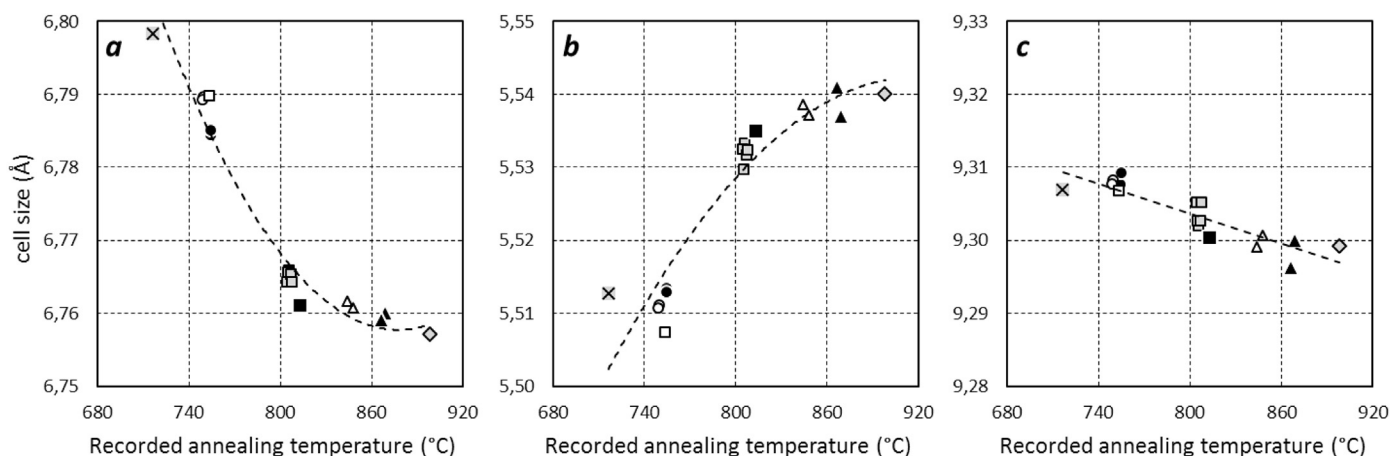 cell size (Å)
a
6,80
6,79
6,78
6,77
6,76
6,75
680 740 800 860 920
Recorded annealing temperature (°C)
b
5,55
5,54
5,53
5,52
5,51
5,50
680 740 800 860 920
Recorded annealing temperature (°C)
c
9,33
9,32
9,31
9,30
9,29
9,28
680 740 800 860 920
Recorded annealing temperature (°C)